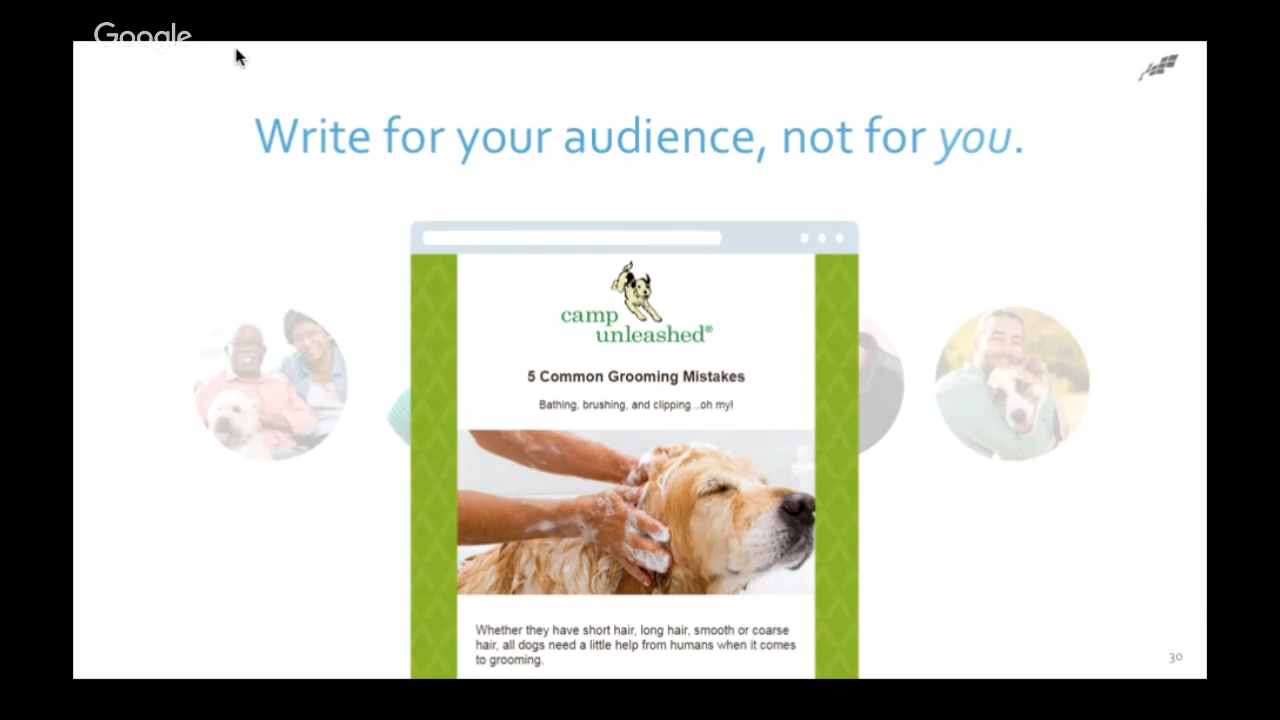 Google
Write for your audience, not for you.
camp
unleashed®
5 Common Grooming Mistakes
Bathing, brushing, and clipping...oh my!
Whether they have short hair, long hair, smooth or coarse
hair, all dogs need a little help from humans when it comes
to grooming.
30